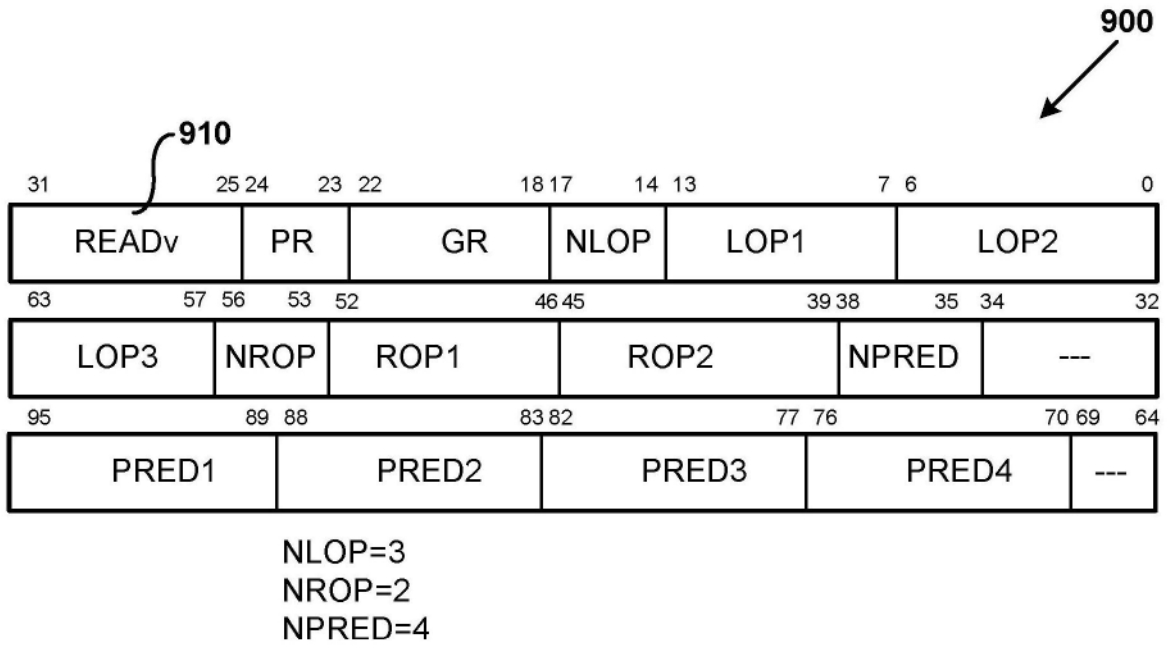 900
910
31 25 24 23 22 18 17 14 13 7 6 0
READv PR GR NLOP LOP1 LOP2
63 57 56 53 52 46 45 39 38 35 34 32
LOP3 NROP ROP1 ROP2 NPRED ---
95 89 88 83 82 77 76 70 69 64
PRED1 PRED2 PRED3 PRED4 ---
NLOP=3
NROP=2
NPRED=4